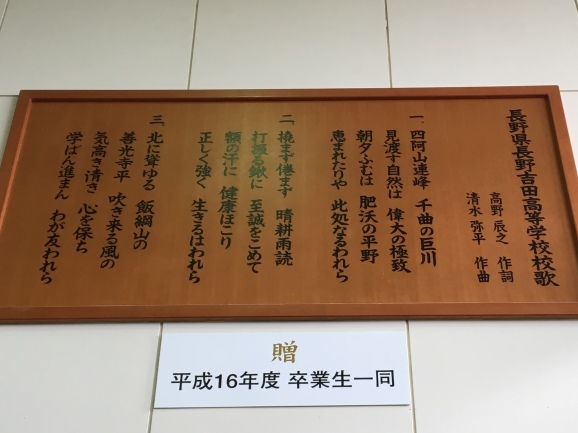 長野県長野吉田高等学校校歌
高野 辰之 作詞
清水 弥平 作曲
一、四阿山連峰 千曲の巨川
見渡す自然は 偉大の極致
朝夕ふむは 肥沃の平野
恵まれたりや 此処なるわれら
二、撓まず倦まず 晴耕雨読
打振る鍬に 至誠をこめて
額の汗に 健康ほこり
正しく強く 生きるはわれら
三、北に聳ゆる 飯綱山の
善光寺平 吹き来る風の
気高き清き 心を保ち
学ばん進まん わが友われら
贈
平成16年度 卒業生一同